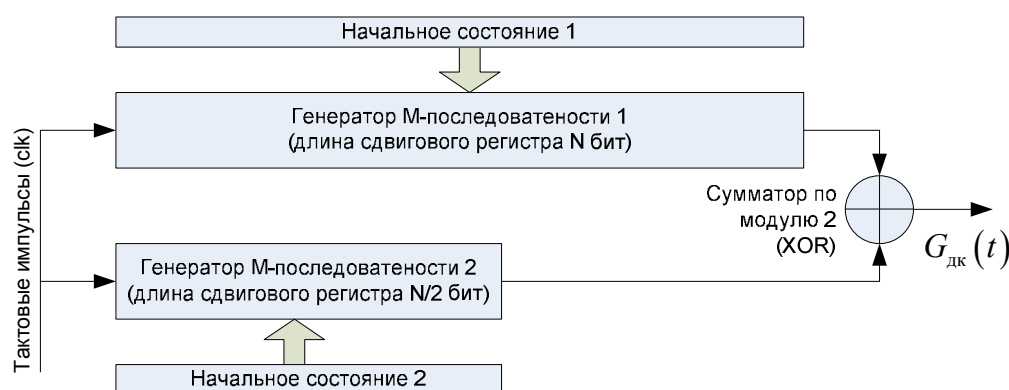 Начальное состояние 1
Генератор М-последоватености 1
(длина сдвигового регистра N бит)
Тактовые импульсы (clk)
Сумматор по
модулю 2
(XOR)
Gдк (t)
Генератор М-последоватености 2
(длина сдвигового регистра N/2 бит)
Начальное состояние 2